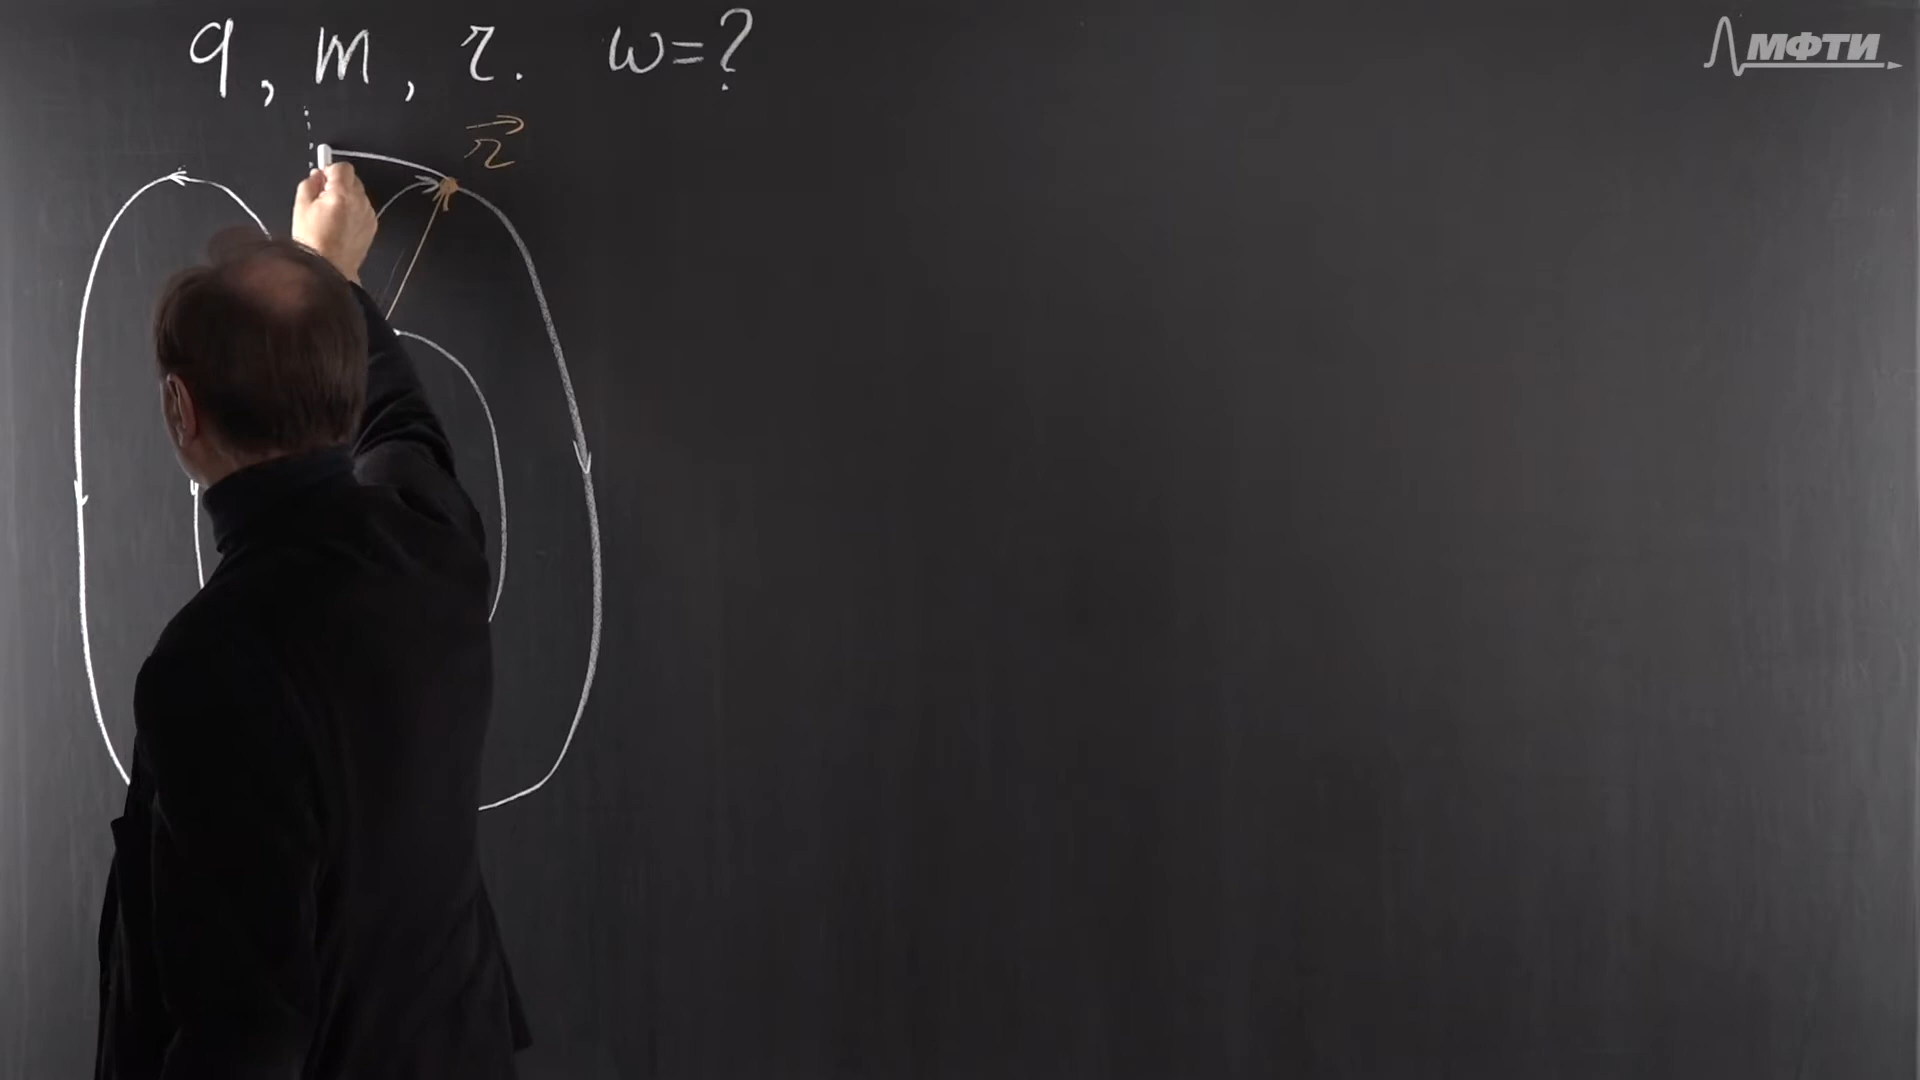 q, m, r. ω=?
МФТИ
r⃗